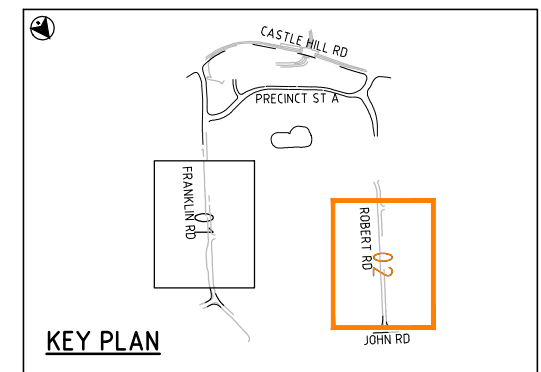 CASTLE HILL RD
PRECINCT ST A
FRANKLIN RD
01
ROBERT RD
02
JOHN RD
KEY PLAN